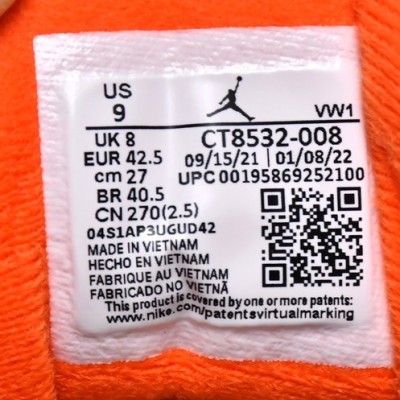 US
9
VW1
UK 8
CT8532-008
EUR 42.5
09/15/21 | 01/08/22
cm 27
UPC 00195869252100
BR 40.5
CN 270(2.5)
04S1AP3UGUD42
MADE IN VIETNAM
HECHO EN VIETNAM
FABRIQUE AU VIETNAM
FABRICADO NO VIETNÃ
This product is covered by one or more patents:
www.nike.com/patentsvirtualmarking